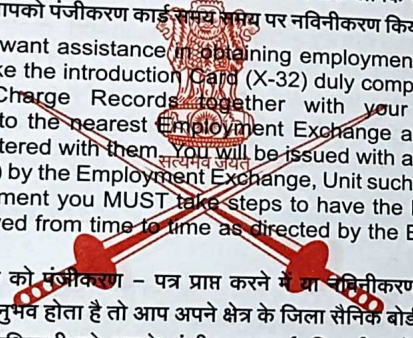 पको पंजीकरण कार्ड समय समय पर नविनीकरण
want assistance in obtaining employmen
the introduction Card (X-32) duly comp
Charge Records together with your
to the nearest Employment Exchange a
tered with them, you will be issued with a
by the Employment Exchange, Unit such
सत्यमेव जयते
ment you MUST take steps to have the
ed from time to time as directed by the E
को पंजीकरण – पत्र प्राप्त करने में या नविनीकरण
नुभव होता है तो आप अपने क्षेत्र के जिला सैनिक बोर्ड